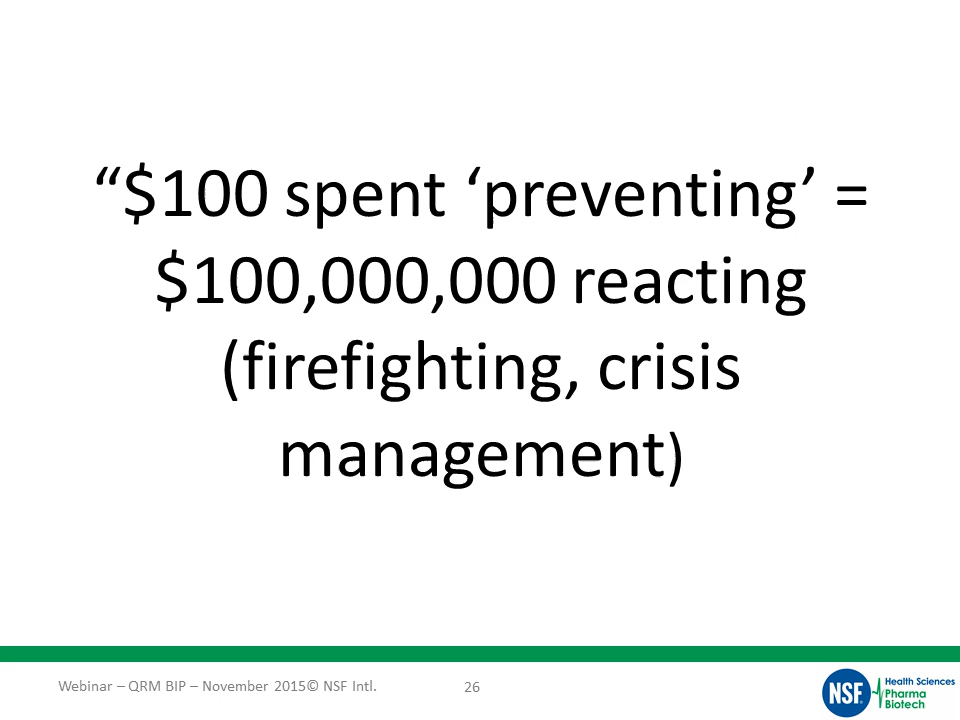 “$100 spent ‘preventing’ =
$100,000,000 reacting
(firefighting, crisis
management)
Webinar – QRM BIP – November 2015© NSF Intl.
26
NSF
Health Sciences
Pharma
Biotech